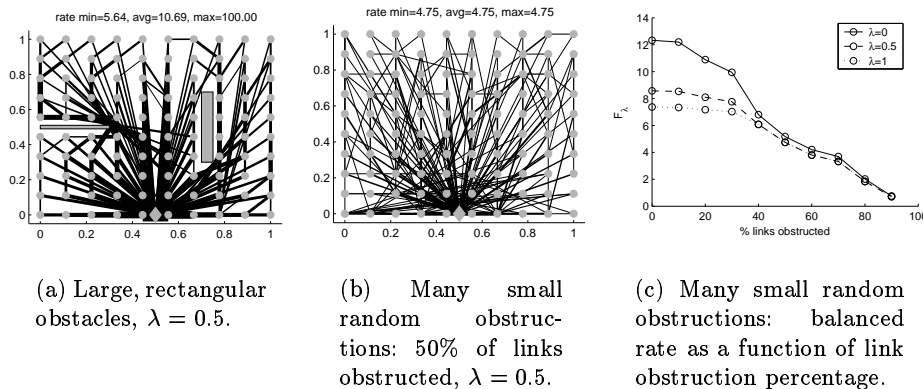 rate min=5.64, avg=10.69, max=100.00
1
0.8
0.6
0.4
0.2
0
0 0.2 0.4 0.6 0.8 1
(a) Large, rectangular
obstacles, λ = 0.5.
rate min=4.75, avg=4.75, max=4.75
1
0.8
0.6
0.4
0.2
0
0 0.2 0.4 0.6 0.8 1
(b) Many small
random obstruc-
tions: 50% of links
obstructed, λ = 0.5.
14
12
10
8
6
4
2
0
F_λ
λ=0
λ=0.5
λ=1
0 20 40 60 80 100
% links obstructed
(c) Many small random
obstructions: balanced
rate as a function of link
obstruction percentage.